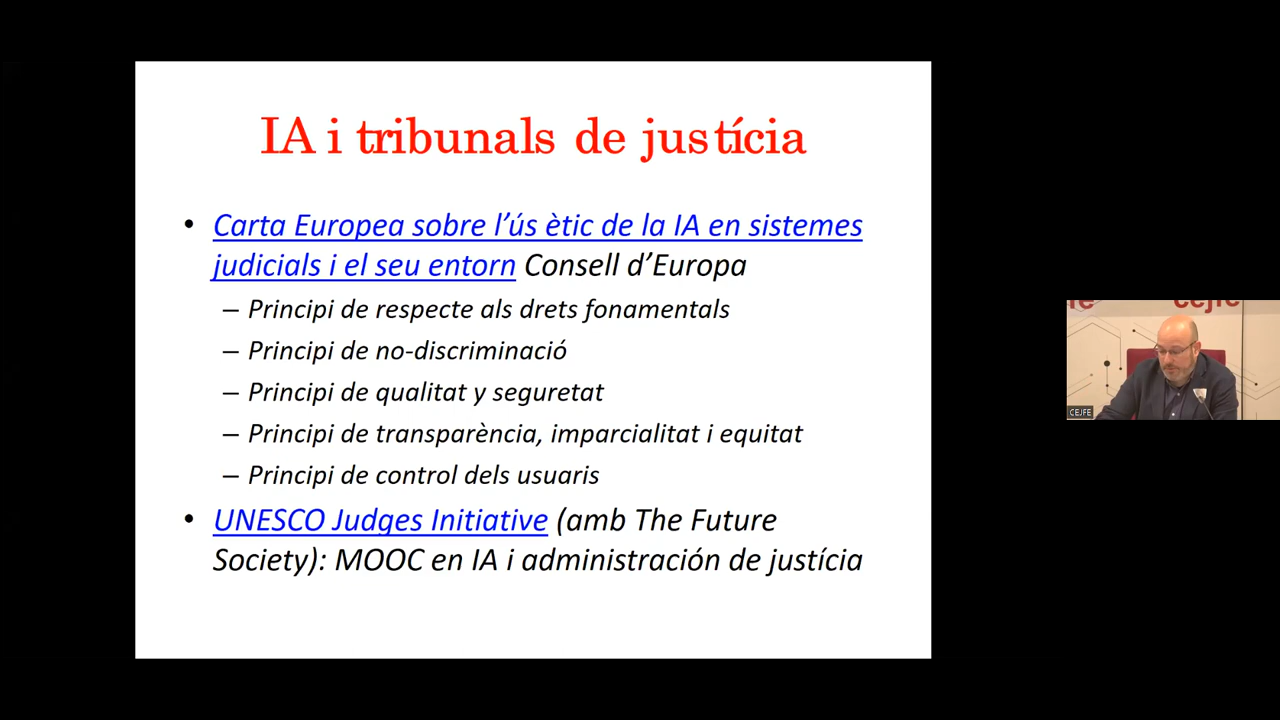 IA i tribunals de justícia
• Carta Europea sobre l’ús ètic de la IA en sistemes
judicials i el seu entorn Consell d’Europa
– Principi de respecte als drets fonamentals
– Principi de no-discriminació
– Principi de qualitat y seguretat
– Principi de transparència, imparcialitat i equitat
– Principi de control dels usuaris
• UNESCO Judges Initiative (amb The Future
Society): MOOC en IA i administración de justícia
cejfe
CEJFE